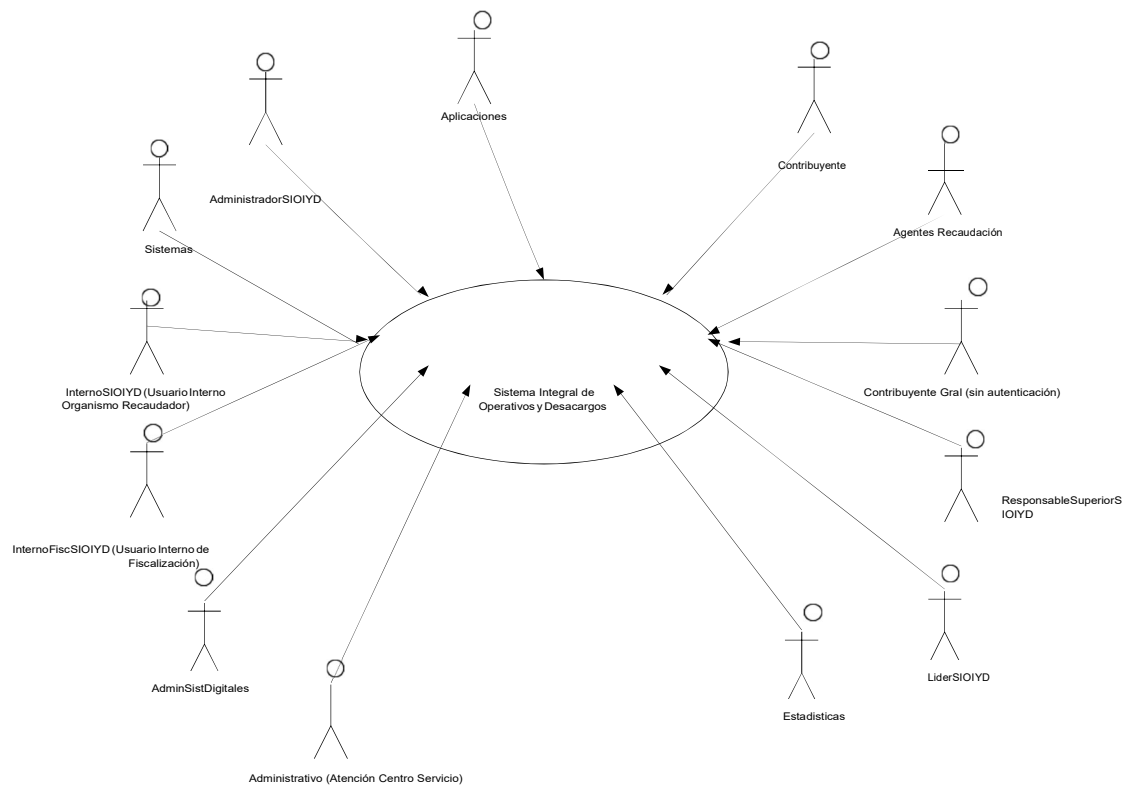 Aplicaciones
Contribuyente
AdministradorSIOIYD
Agentes Recaudación
Sistemas
InternoSIOIYD (Usuario Interno
Organismo Recaudador)
Contribuyente Gral (sin autenticación)
Sistema Integral de
Operativos y Desacargos
ResponsableSuperiorS
IOIYD
InternoFiscSIOIYD (Usuario Interno de
Fiscalización)
AdminSistDigitales
LiderSIOIYD
Estadisticas
Administrativo (Atención Centro Servicio)